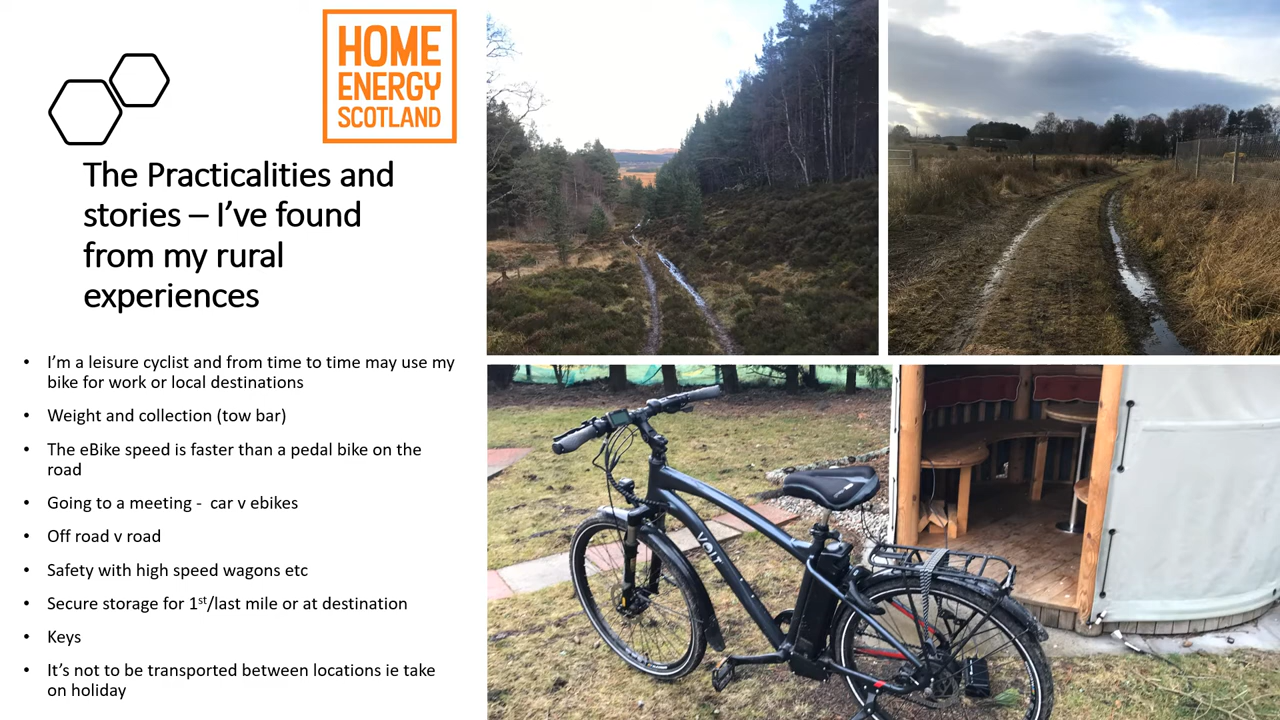 HOME
ENERGY
SCOTLAND
The Practicalities and
stories – I’ve found
from my rural
experiences
• I’m a leisure cyclist and from time to time may use my
bike for work or local destinations
• Weight and collection (tow bar)
• The eBike speed is faster than a pedal bike on the
road
• Going to a meeting - car v ebikes
• Off road v road
• Safety with high speed wagons etc
• Secure storage for 1st/last mile or at destination
• Keys
• It’s not to be transported between locations ie take
on holiday
VOLT